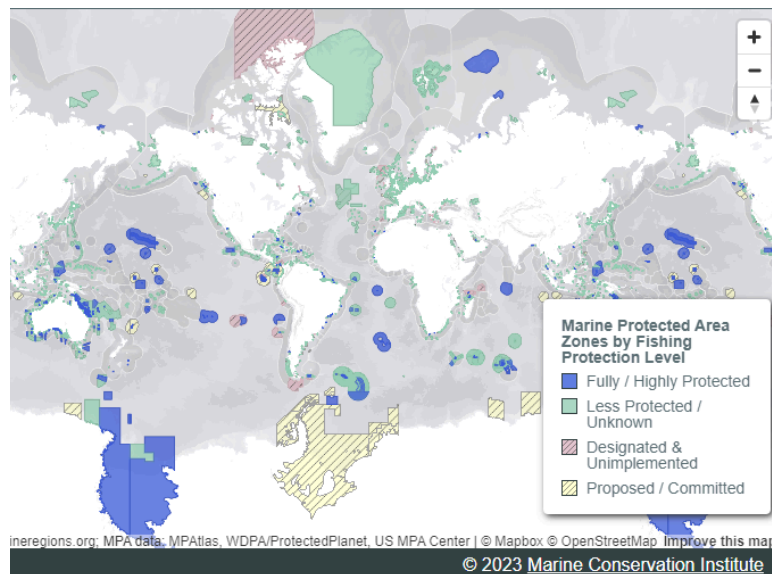 Marine Protected Area
Zones by Fishing
Protection Level
Fully / Highly Protected
Less Protected /
Unknown
Designated &
Unimplemented
Proposed / Committed
ineregions.org; MPA data: MPAtlas, WDPA/ProtectedPlanet, US MPA Center | © Mapbox © OpenStreetMap Improve this map
© 2023 Marine Conservation Institute